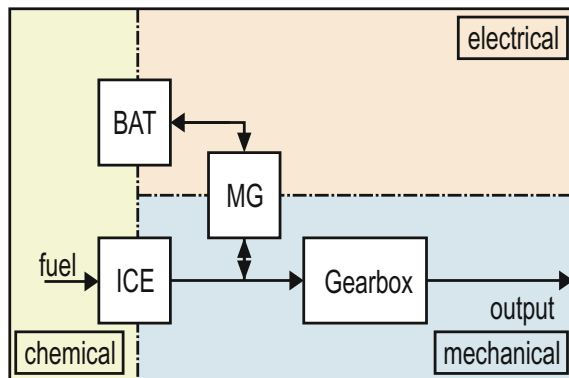 electrical
BAT
MG
fuel
ICE
Gearbox
output
chemical
mechanical